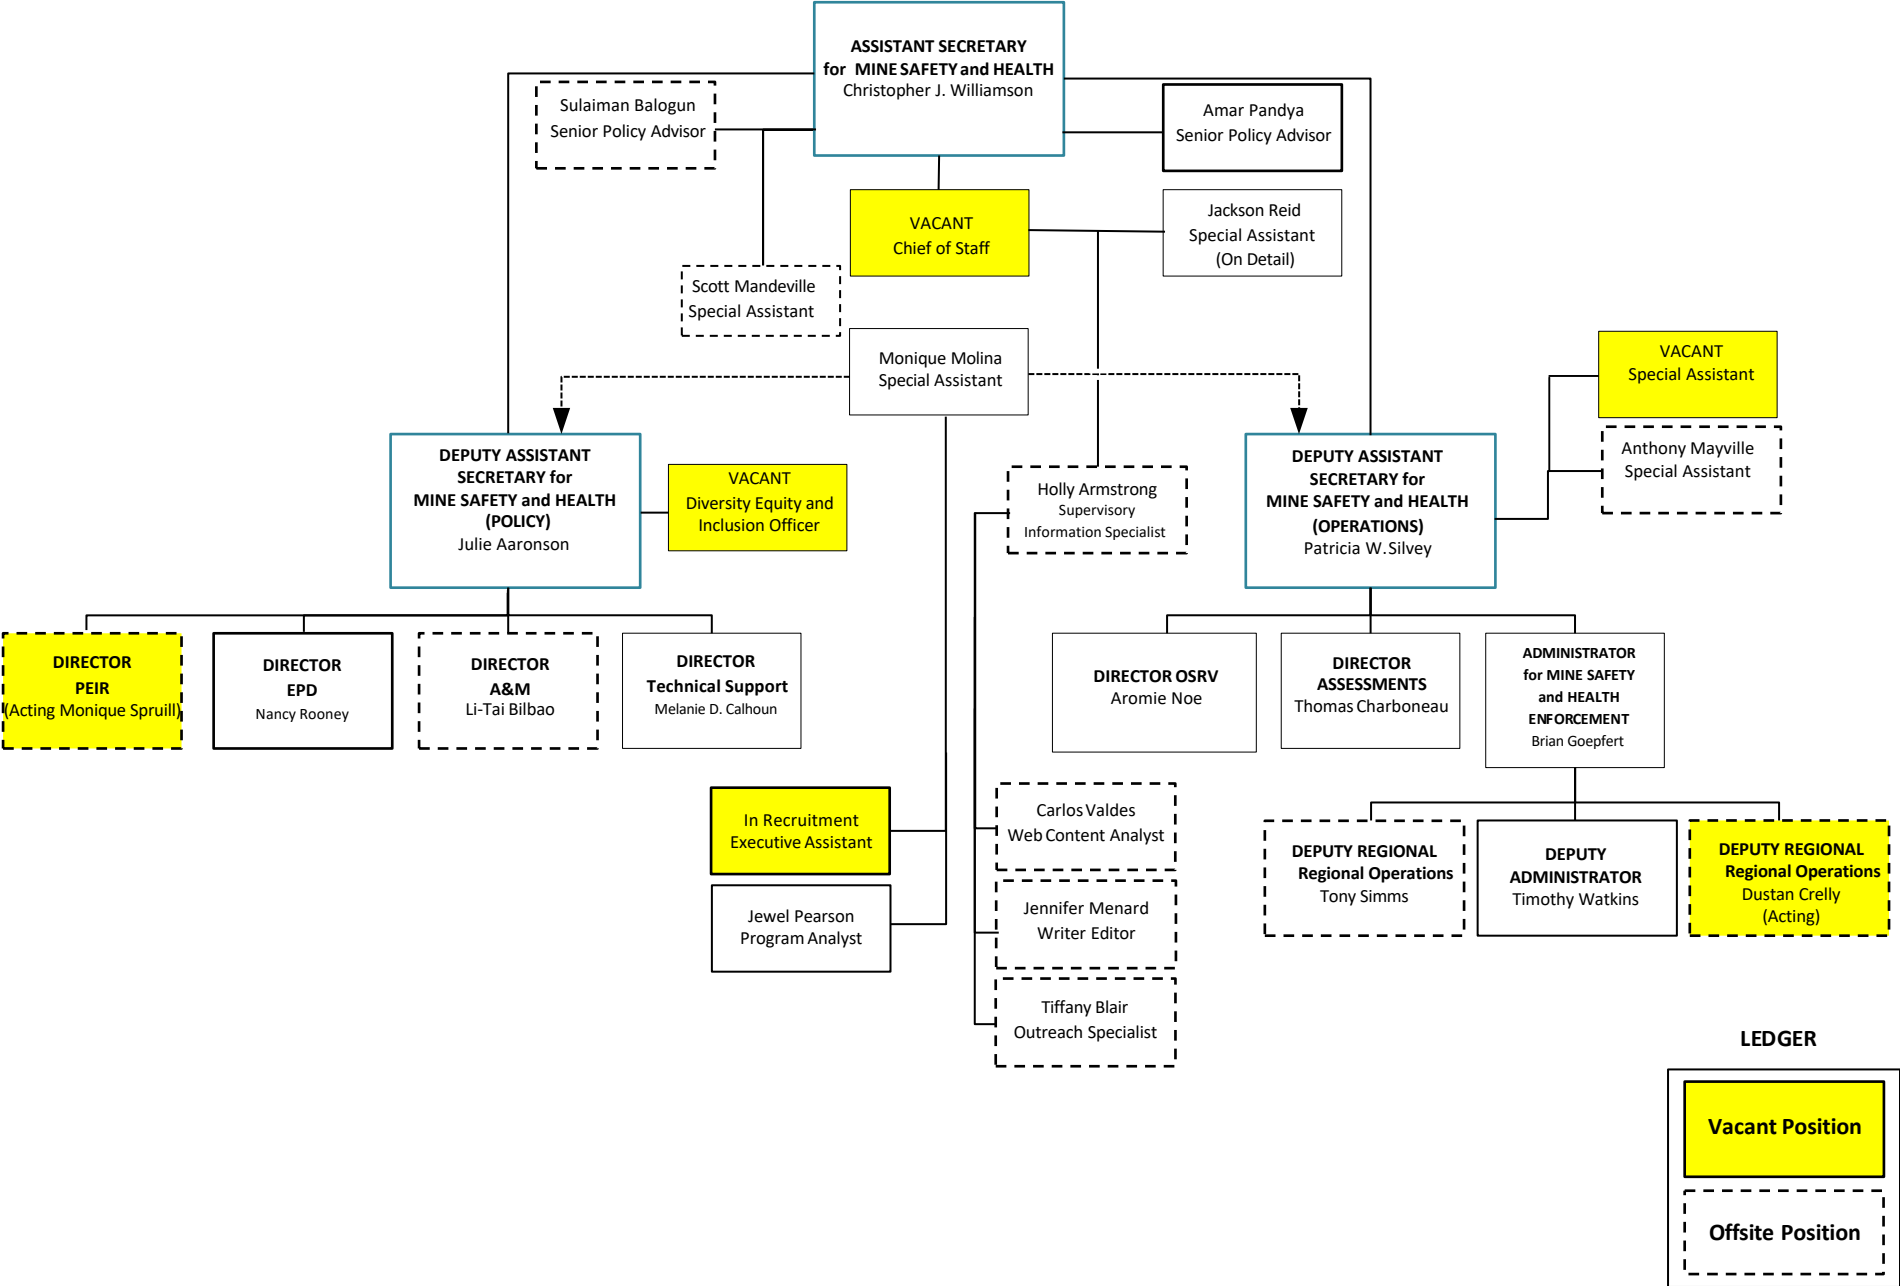 ASSISTANT SECRETARY
for MINE SAFETY and HEALTH
Christopher J. Williamson
Sulaiman Balogun
Senior Policy Advisor
Amar Pandya
Senior Policy Advisor
VACANT
Chief of Staff
Jackson Reid
Special Assistant
(On Detail)
Scott Mandeville
Special Assistant
Monique Molina
Special Assistant
VACANT
Special Assistant
Anthony Mayville
Special Assistant
DEPUTY ASSISTANT
SECRETARY for
MINE SAFETY and HEALTH
(POLICY)
Julie Aaronson
VACANT
Diversity Equity and
Inclusion Officer
Holly Armstrong
Supervisory
Information Specialist
DEPUTY ASSISTANT
SECRETARY for
MINE SAFETY and HEALTH
(OPERATIONS)
Patricia W. Silvey
DIRECTOR
PEIR
(Acting Monique Spruill)
DIRECTOR
EPD
Nancy Rooney
DIRECTOR
A&M
Li-Tai Bilbao
DIRECTOR
Technical Support
Melanie D. Calhoun
DIRECTOR OSRV
Aromie Noe
DIRECTOR
ASSESSMENTS
Thomas Charboneau
ADMINISTRATOR
for MINE SAFETY
and HEALTH
ENFORCEMENT
Brian Goepfert
In Recruitment
Executive Assistant
Jewel Pearson
Program Analyst
Carlos Valdes
Web Content Analyst
Jennifer Menard
Writer Editor
Tiffany Blair
Outreach Specialist
DEPUTY REGIONAL
Regional Operations
Tony Simms
DEPUTY
ADMINISTRATOR
Timothy Watkins
DEPUTY REGIONAL
Regional Operations
Dustan Crelly
(Acting)
LEDGER
Vacant Position
Offsite Position